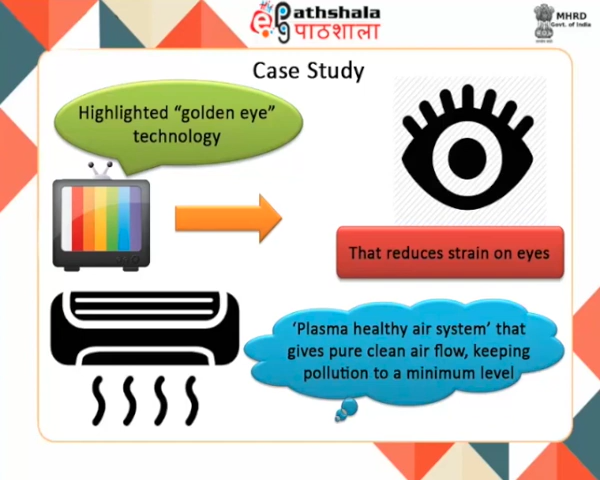 ePathshala
पाठशाला
MHRD
Govt. of India
Case Study
Highlighted “golden eye”
technology
That reduces strain on eyes
‘Plasma healthy air system’ that
gives pure clean air flow, keeping
pollution to a minimum level